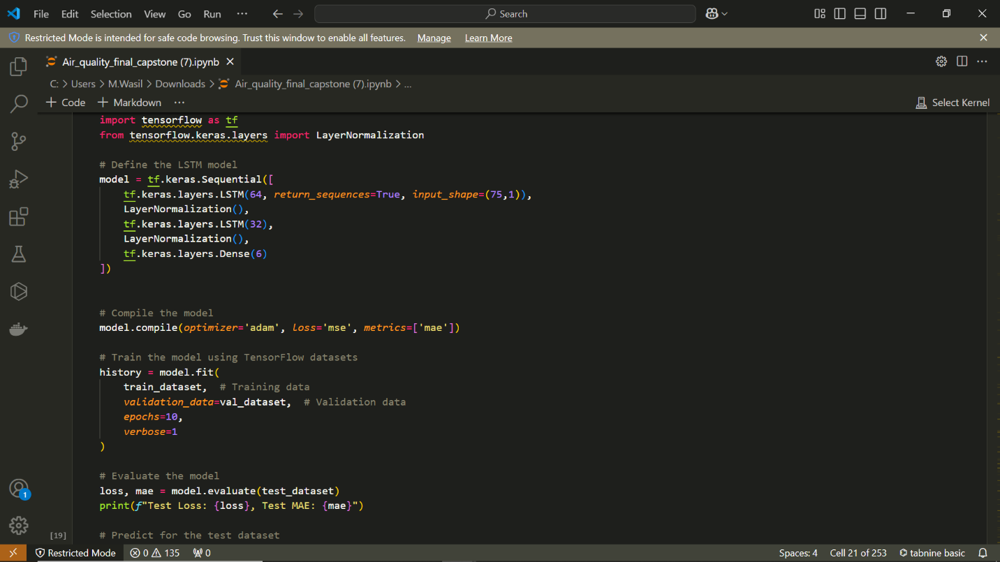 File Edit Selection View Go Run ... Search
Restricted Mode is intended for safe code browsing. Trust this window to enable all features. Manage Learn More
Air_quality_final_capstone (7).ipynb
C: > Users > M.Wasil > Downloads > Air_quality_final_capstone (7).ipynb > ...
+ Code + Markdown ... Select Kernel
import tensorflow as tf
from tensorflow.keras.layers import LayerNormalization
# Define the LSTM model
model = tf.keras.Sequential([
    tf.keras.layers.LSTM(64, return_sequences=True, input_shape=(75,1)),
    LayerNormalization(),
    tf.keras.layers.LSTM(32),
    LayerNormalization(),
    tf.keras.layers.Dense(6)
])
# Compile the model
model.compile(optimizer='adam', loss='mse', metrics=['mae'])
# Train the model using TensorFlow datasets
history = model.fit(
    train_dataset,  # Training data
    validation_data=val_dataset,  # Validation data
    epochs=10,
    verbose=1
)
# Evaluate the model
loss, mae = model.evaluate(test_dataset)
print(f"Test Loss: {loss}, Test MAE: {mae}")
1
[19]
# Predict for the test dataset
Restricted Mode 0 135 0 Spaces: 4 Cell 21 of 253 tabnine basic